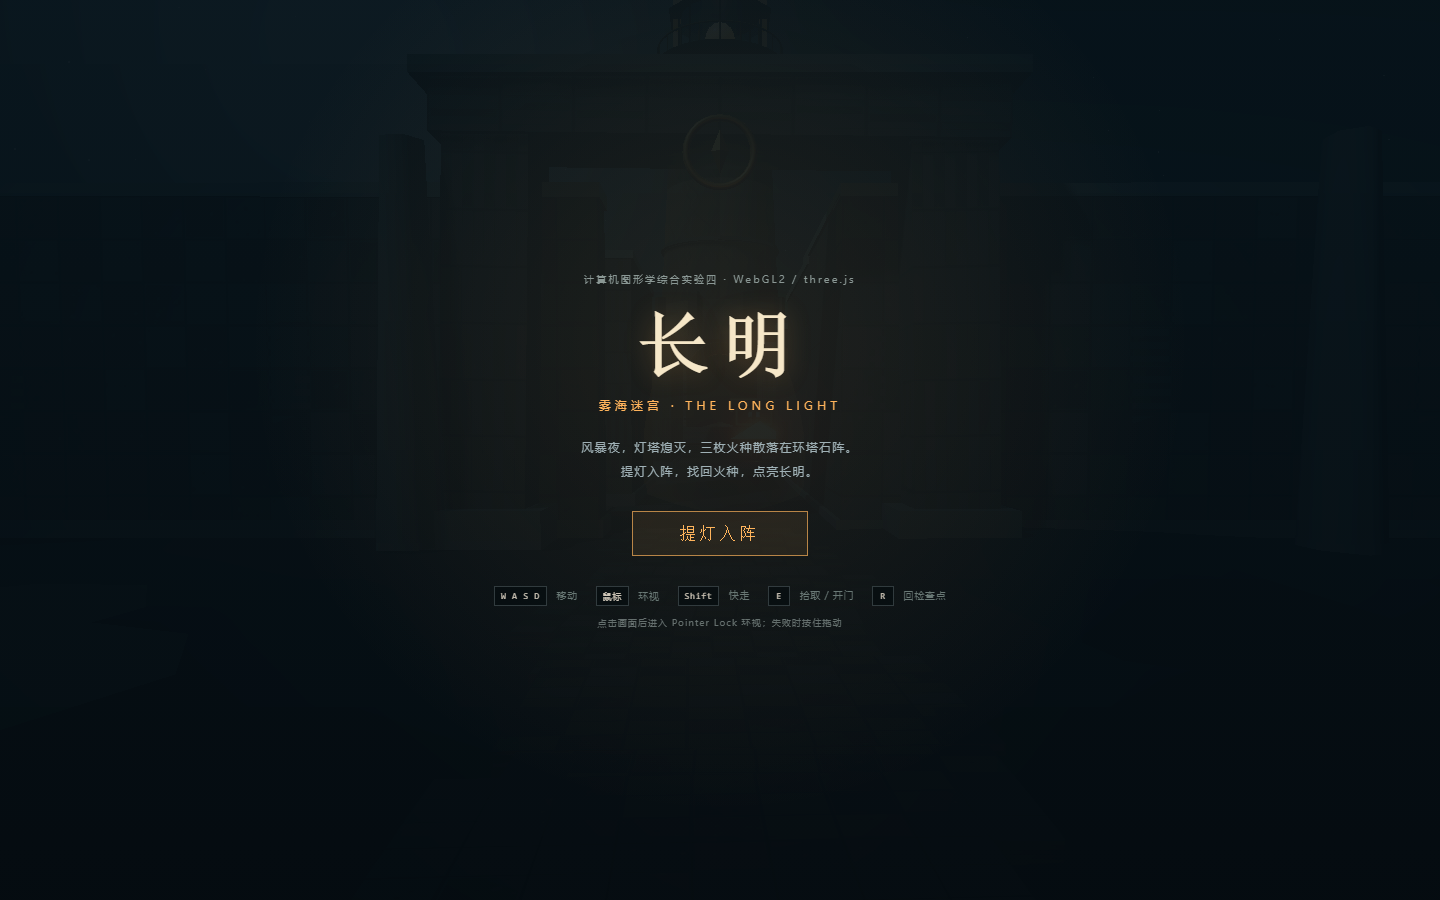 计算机图形学综合实验四 · WebGL2 / three.js
长明
雾海迷宫 · THE LONG LIGHT
风暴夜，灯塔熄灭，三枚火种散落在环塔石阵。
提灯入阵，找回火种，点亮长明。
提灯入阵
W A S D 移动 鼠标 环视 Shift 快走 E 拾取 / 开门 R 回检查点
点击画面后进入 Pointer Lock 环视；失败时按住拖动